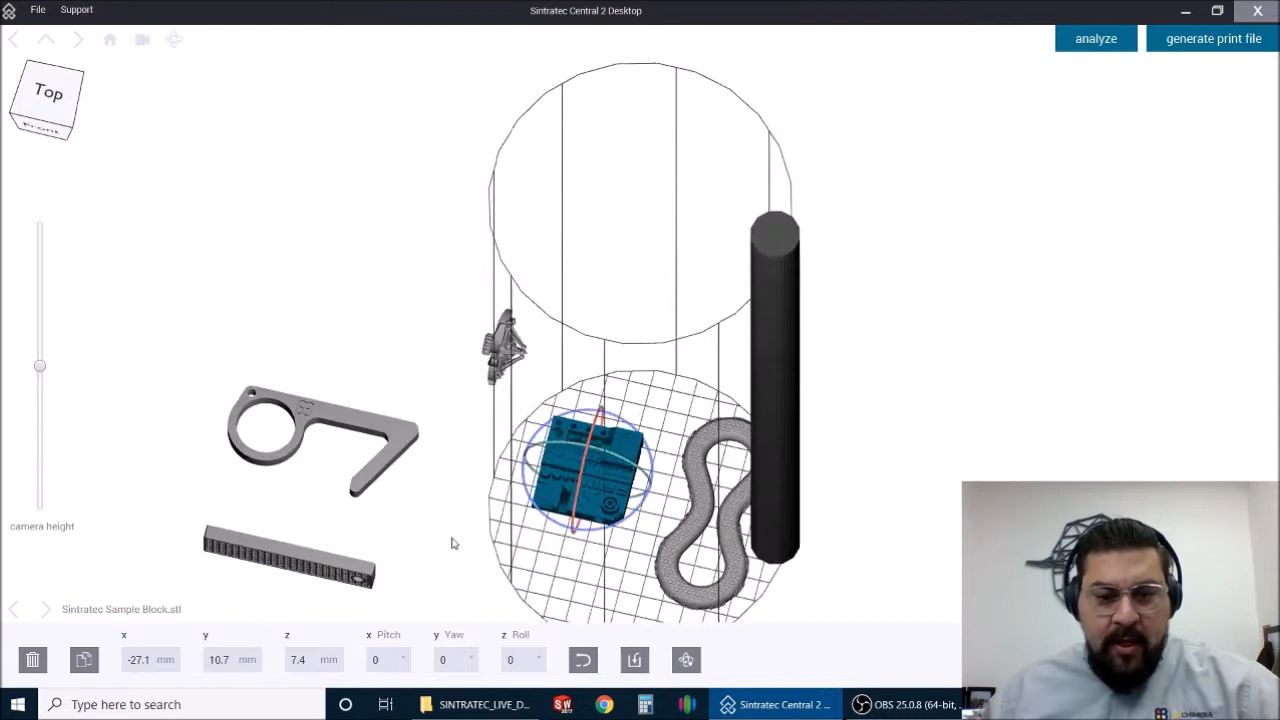 File Support Sintratec Central 2 Desktop
analyze generate print file
Top
Front
camera height
Sintratec Sample Block.stl
x y z x Pitch y Yaw z Roll
-27.1 mm 10.7 mm 7.4 mm 0 ° 0 ° 0 °
Type here to search SINTRATEC_LIVE_D... Sintratec Central 2 ... OBS 25.0.8 (64-bit,...